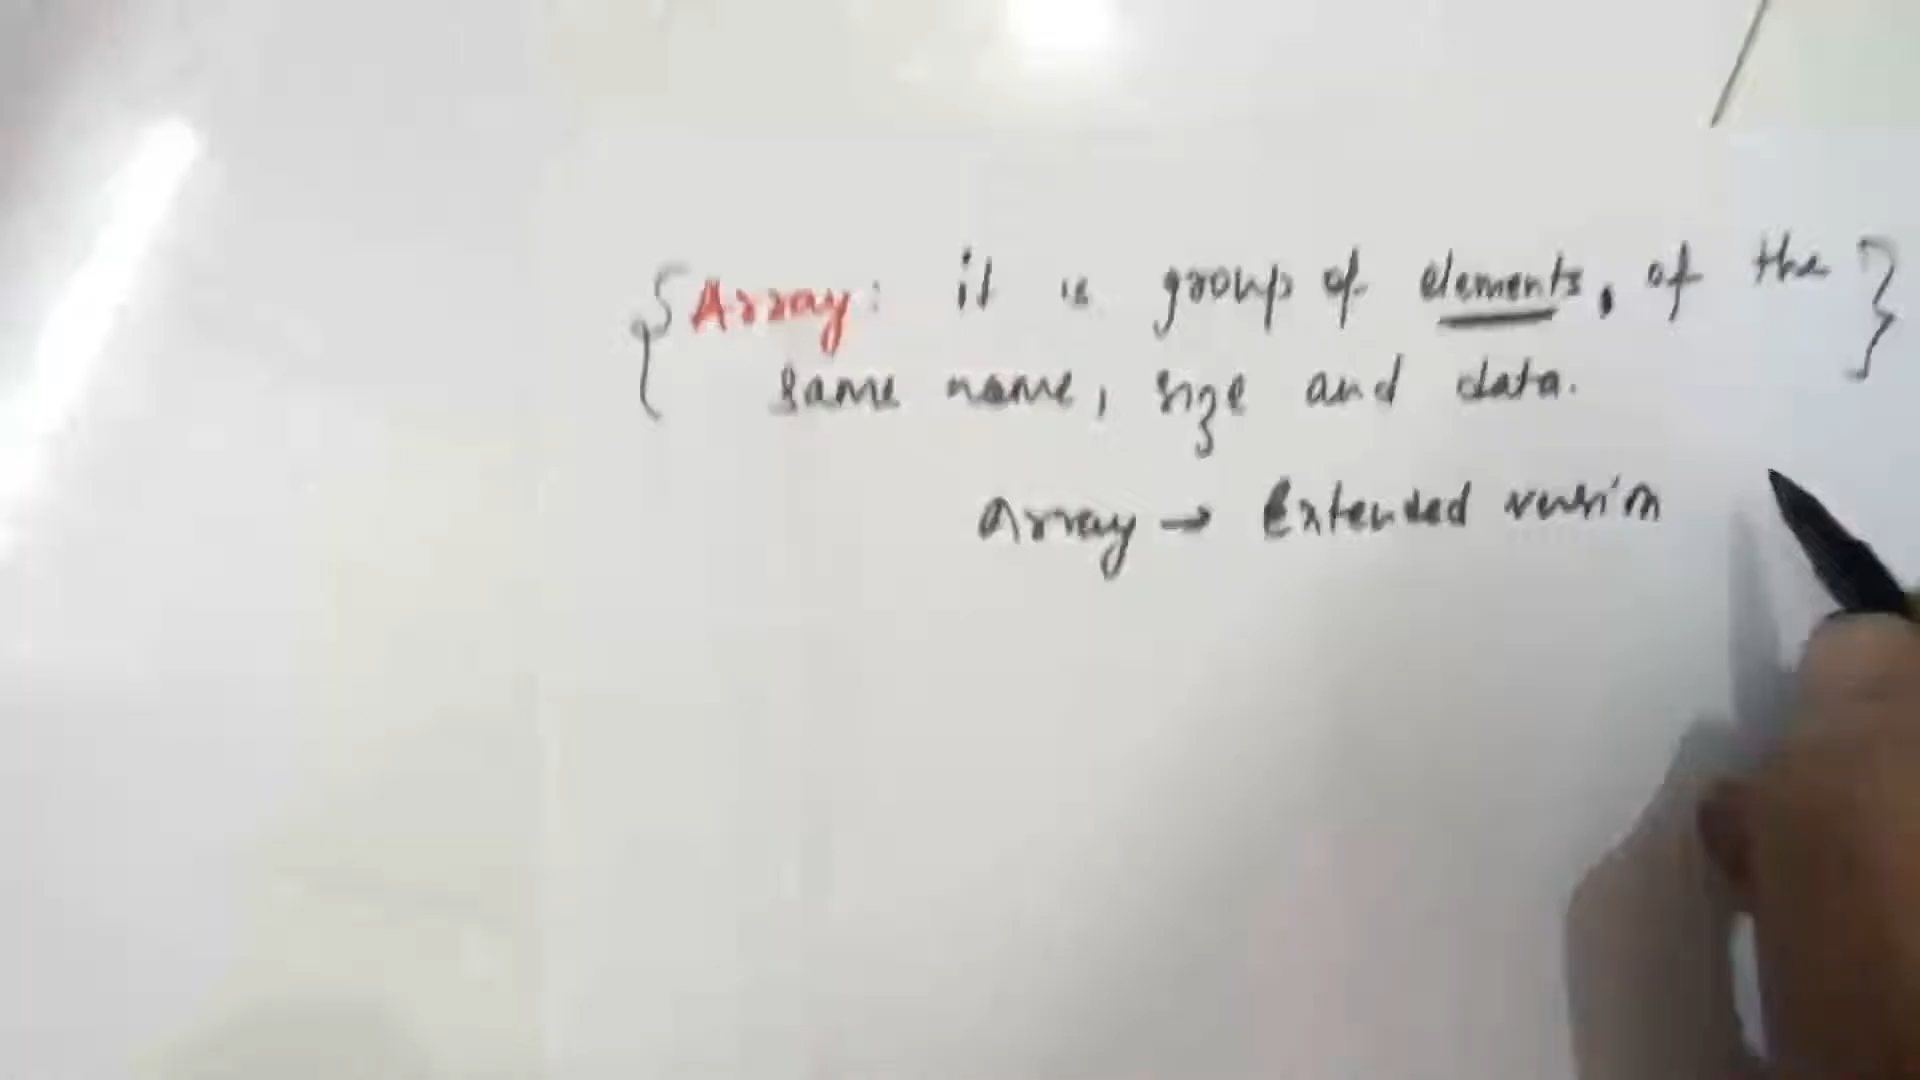 { Array: it is group of elements, of the }
same name, size and data.
array → Extended version